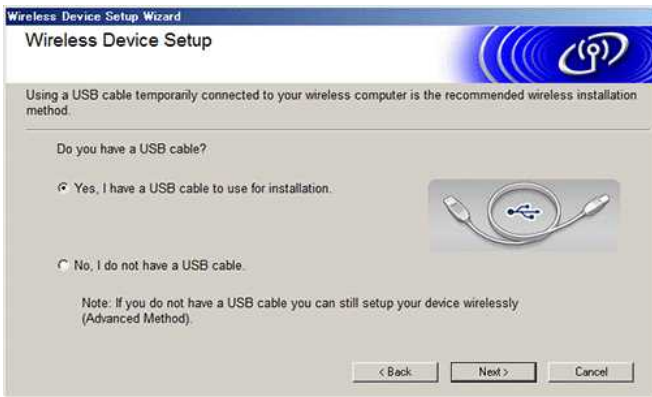 Wireless Device Setup Wizard
Wireless Device Setup
Using a USB cable temporarily connected to your wireless computer is the recommended wireless installation
method.
Do you have a USB cable?
Yes, I have a USB cable to use for installation.
No, I do not have a USB cable.
Note: If you do not have a USB cable you can still setup your device wirelessly
(Advanced Method).
< Back Next > Cancel